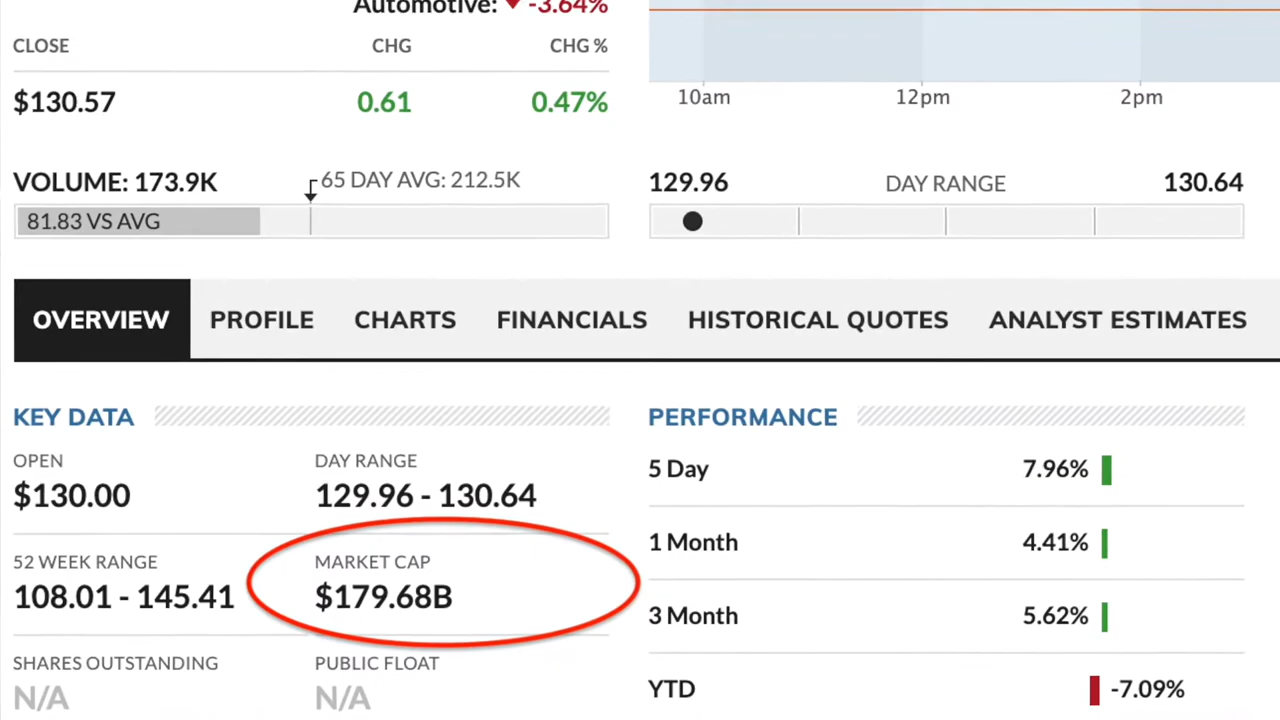 Automotive: -3.64%
CLOSE CHG CHG %
$130.57 0.61 0.47%
VOLUME: 173.9K 65 DAY AVG: 212.5K
81.83 VS AVG
10am 12pm 2pm
129.96 DAY RANGE 130.64
OVERVIEW PROFILE CHARTS FINANCIALS HISTORICAL QUOTES ANALYST ESTIMATES
KEY DATA
OPEN DAY RANGE
$130.00 129.96 - 130.64
52 WEEK RANGE MARKET CAP
108.01 - 145.41 $179.68B
SHARES OUTSTANDING PUBLIC FLOAT
N/A N/A
PERFORMANCE
5 Day 7.96%
1 Month 4.41%
3 Month 5.62%
YTD -7.09%